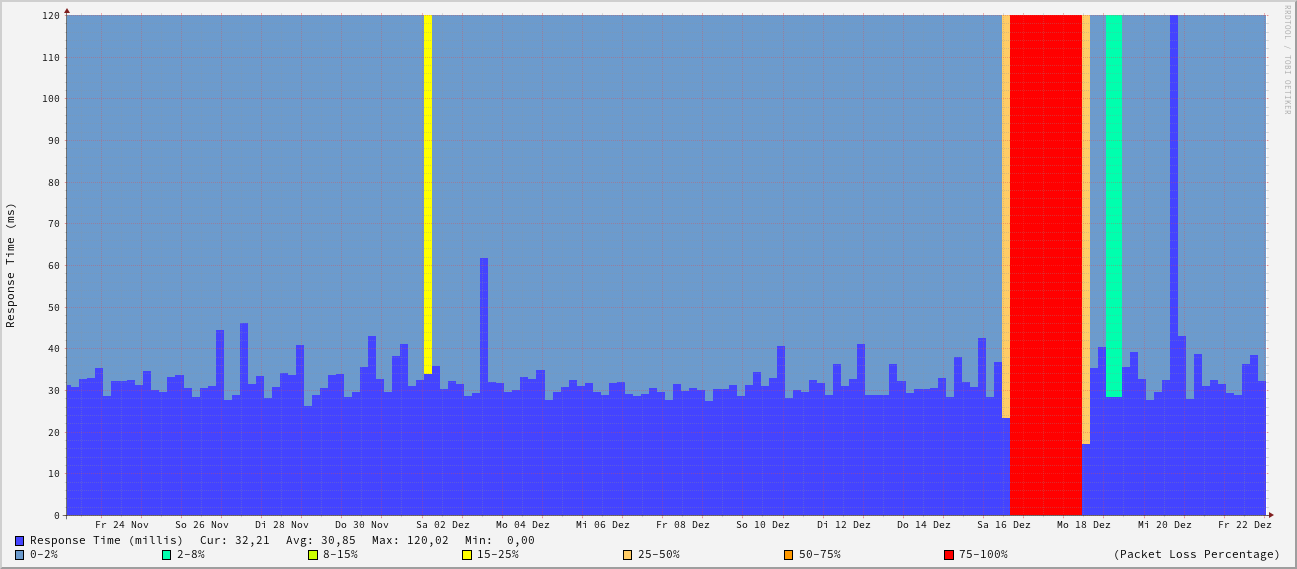 RRDTOOL / TOBI OETIKER
Response Time (ms)
120
110
100
90
80
70
60
50
40
30
20
10
0
Fr 24 Nov So 26 Nov Di 28 Nov Do 30 Nov Sa 02 Dez Mo 04 Dez Mi 06 Dez Fr 08 Dez So 10 Dez Di 12 Dez Do 14 Dez Sa 16 Dez Mo 18 Dez Mi 20 Dez Fr 22 Dez
Response Time (millis) Cur: 32,21 Avg: 30,85 Max: 120,02 Min: 0,00
0-2% 2-8% 8-15% 15-25% 25-50% 50-75% 75-100% (Packet Loss Percentage)